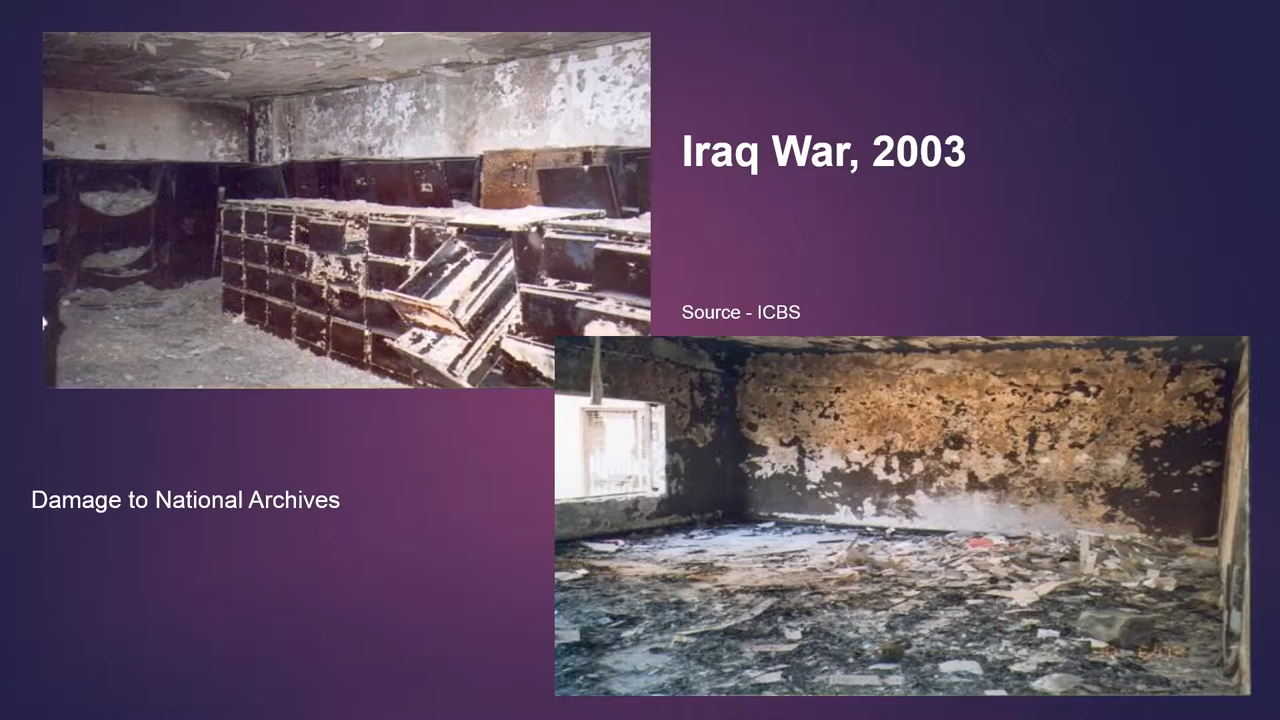 Iraq War, 2003
Source - ICBS
Damage to National Archives